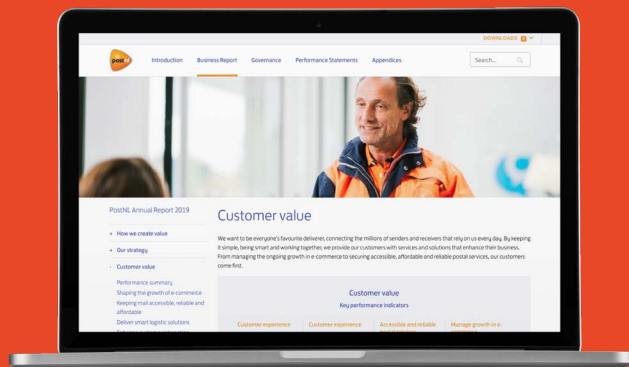 DOWNLOADS
postnl
Introduction Business Report Governance Performance Statements Appendices Search...
PostNL Annual Report 2019
+ How we create value
+ Our strategy
- Customer value
Performance summary
Shaping the growth of e-commerce
Keeping mail accessible, reliable and
affordable
Deliver smart logistic solutions
Customer value
We want to be everyone's favourite deliverer, connecting the millions of senders and receivers that rely on us every day. By keeping
it simple, being smart and working together, we provide our customers with services and solutions that enhance their business.
From managing the ongoing growth in e-commerce to securing accessible, affordable and reliable postal services, our customers
come first.
Customer value
Key performance indicators
Customer experience Customer experience Accessible and reliable Manage growth in e-